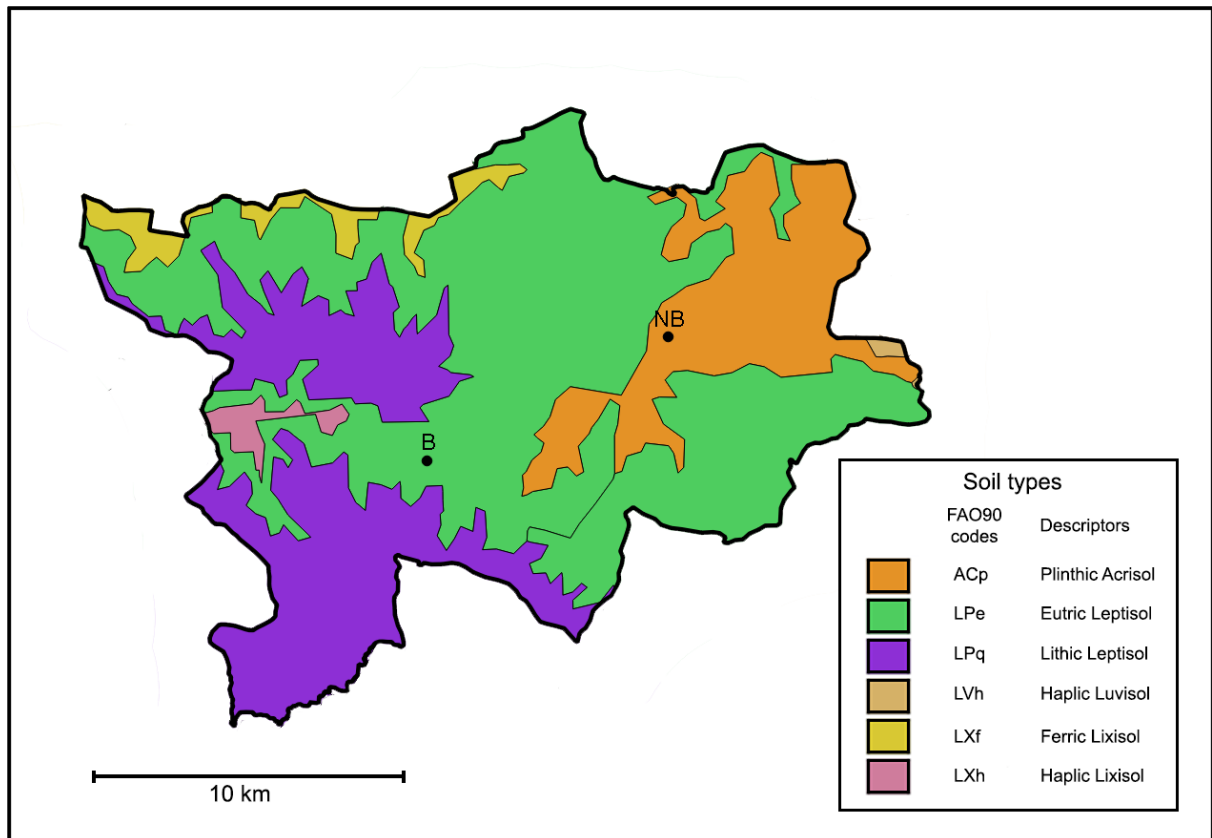 NB
B
10 km
Soil types
FAO90 codes Descriptors
ACp Plinthic Acrisol
LPe Eutric Leptisol
LPq Lithic Leptisol
LVh Haplic Luvisol
LXf Ferric Lixisol
LXh Haplic Lixisol